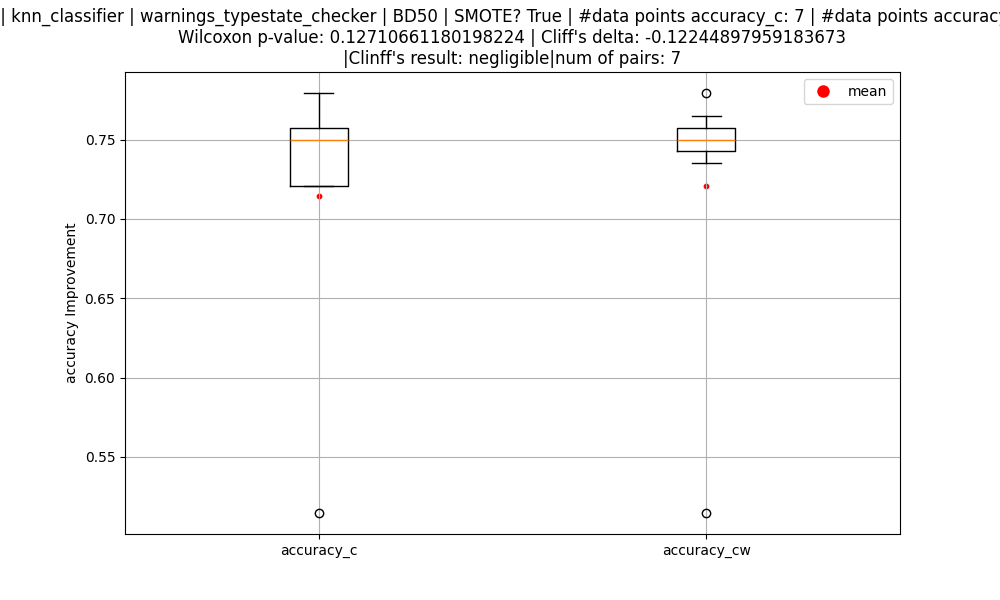 | knn_classifier | warnings_typestate_checker | BD50 | SMOTE? True | #data points accuracy_c: 7 | #data points
Wilcoxon p-value: 0.12710661180198224 | Cliff's delta: -0.12244897959183673
|Clinff's result: negligible|num of pairs: 7
mean
0.75
0.70
0.65
0.60
0.55
accuracy Improvement
accuracy_c
accuracy_cw